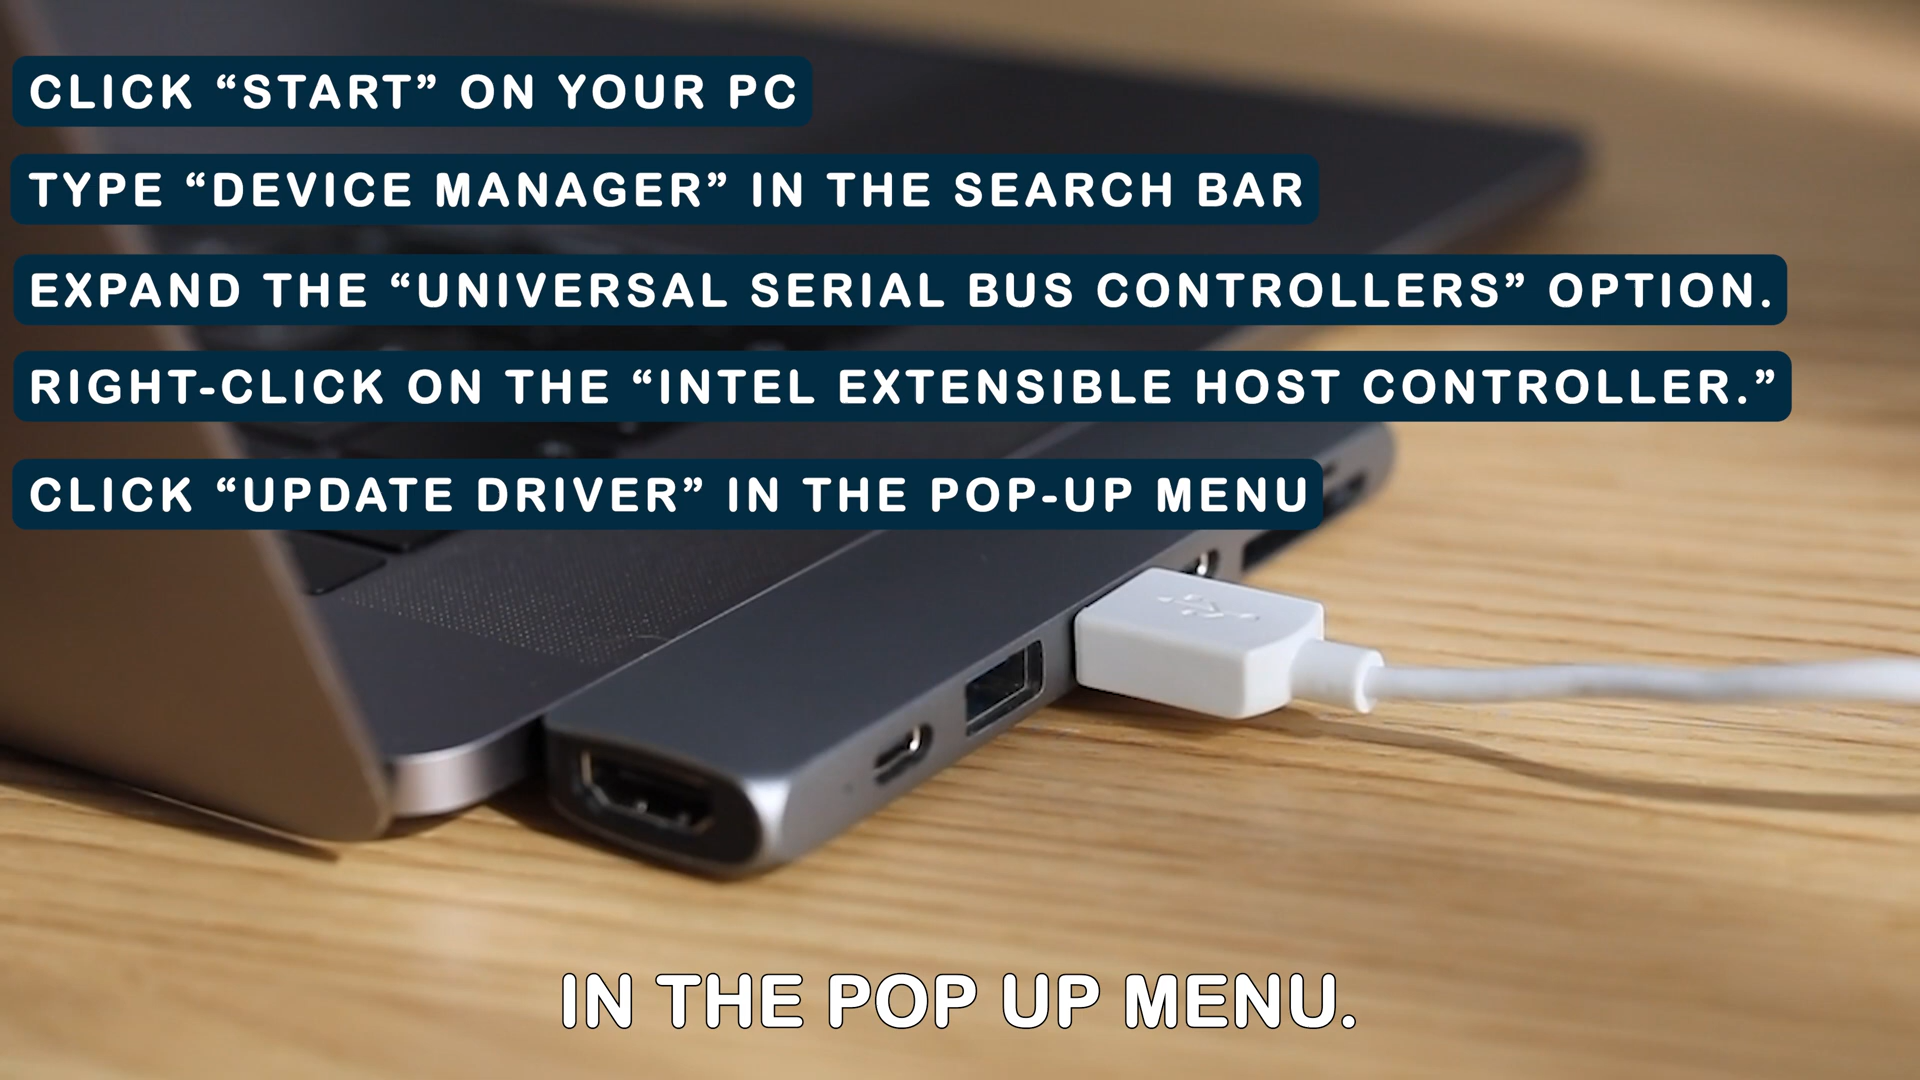 CLICK “START” ON YOUR PC
TYPE “DEVICE MANAGER” IN THE SEARCH BAR
EXPAND THE “UNIVERSAL SERIAL BUS CONTROLLERS” OPTION.
RIGHT-CLICK ON THE “INTEL EXTENSIBLE HOST CONTROLLER.”
CLICK “UPDATE DRIVER” IN THE POP-UP MENU
IN THE POP UP MENU.